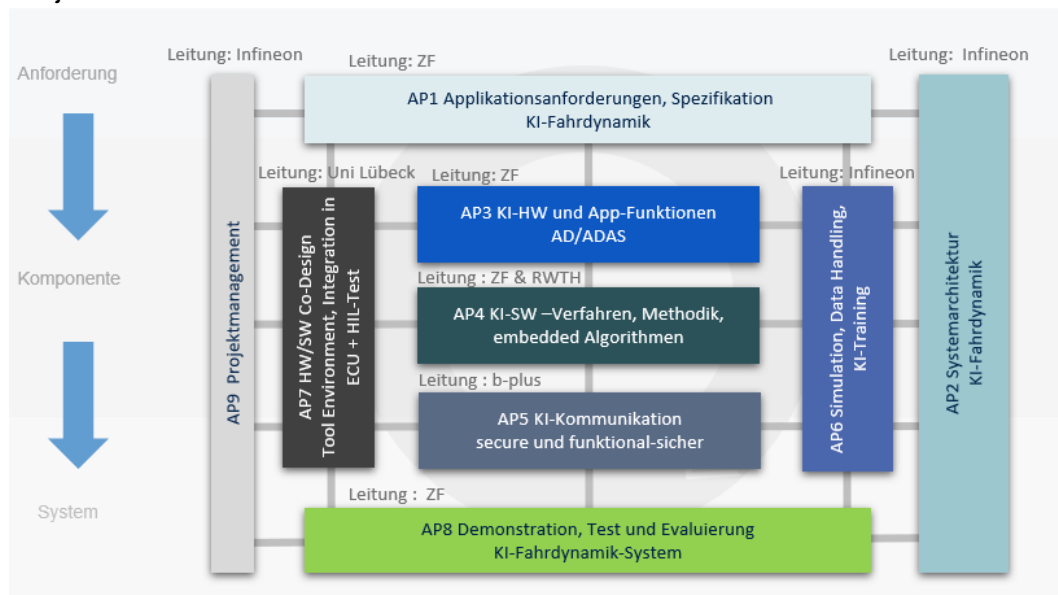 Leitung: Infineon
Leitung: ZF
Leitung: Infineon
Anforderung
AP1 Applikationsanforderungen, Spezifikation
KI-Fahrdynamik
Leitung: Uni Lübeck
Leitung: ZF
Leitung: Infineon
AP9 Projektmanagement
AP7 HW/SW Co-Design
Tool Environment, Integration in
ECU + HIL-Test
AP3 KI-HW und App-Funktionen
AD/ADAS
Komponente
Leitung : ZF & RWTH
AP4 KI-SW –Verfahren, Methodik,
embedded Algorithmen
Leitung : b-plus
AP5 KI-Kommunikation
secure und funktional-sicher
AP6 Simulation, Data Handling,
KI-Training
AP2 Systemarchitektur
KI-Fahrdynamik
System
Leitung : ZF
AP8 Demonstration, Test und Evaluierung
KI-Fahrdynamik-System